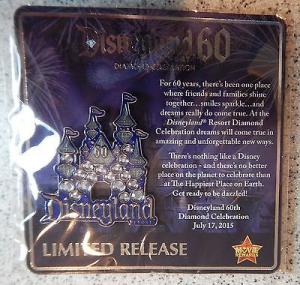 Disneyland 60
DIAMOND CELEBRATION
For 60 years, there's been one place
where friends and families shine
together...smiles sparkle...and
dreams really do come true. At the
Disneyland® Resort Diamond
Celebration dreams will come true in
amazing and unforgettable new ways.
There's nothing like a Disney
celebration - and there's no better
place on the planet to celebrate than
at The Happiest Place on Earth.
Get ready to be dazzled!
Disneyland 60th
Diamond Celebration
July 17, 2015
60
Disneyland
RESORT
LIMITED RELEASE
MOVIE
REWARDS